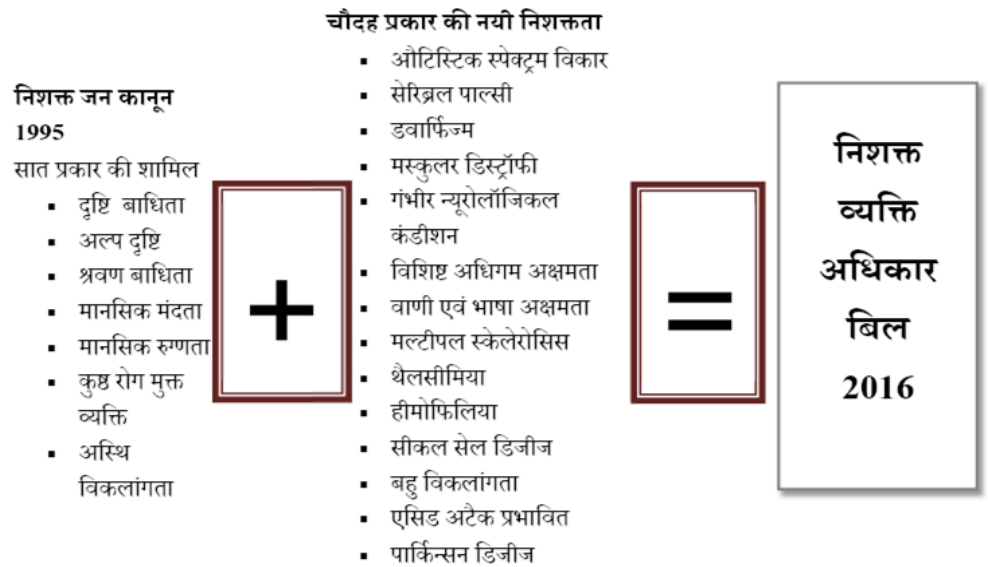 निशक्त जन कानून
1995
सात प्रकार की शामिल
▪ दृष्टि बाधिता
▪ अल्प दृष्टि
▪ श्रवण बाधिता
▪ मानसिक मंदता
▪ मानसिक रुग्णता
▪ कुष्ठ रोग मुक्त
व्यक्ति
▪ अस्थि
विकलांगता
+
चौदह प्रकार की नयी निशक्तता
▪ औटिस्टिक स्पेक्ट्रम विकार
▪ सेरिब्रल पाल्सी
▪ डवार्फिज्म
▪ मस्कुलर डिस्ट्रॉफी
▪ गंभीर न्यूरोलॉजिकल
कंडीशन
▪ विशिष्ट अधिगम अक्षमता
▪ वाणी एवं भाषा अक्षमता
▪ मल्टीपल स्केलेरोसिस
▪ थैलसीमिया
▪ हीमोफिलिया
▪ सीकल सेल डिजीज
▪ बहु विकलांगता
▪ एसिड अटैक प्रभावित
▪ पार्किन्सन डिजीज
=
निशक्त
व्यक्ति
अधिकार
बिल
2016